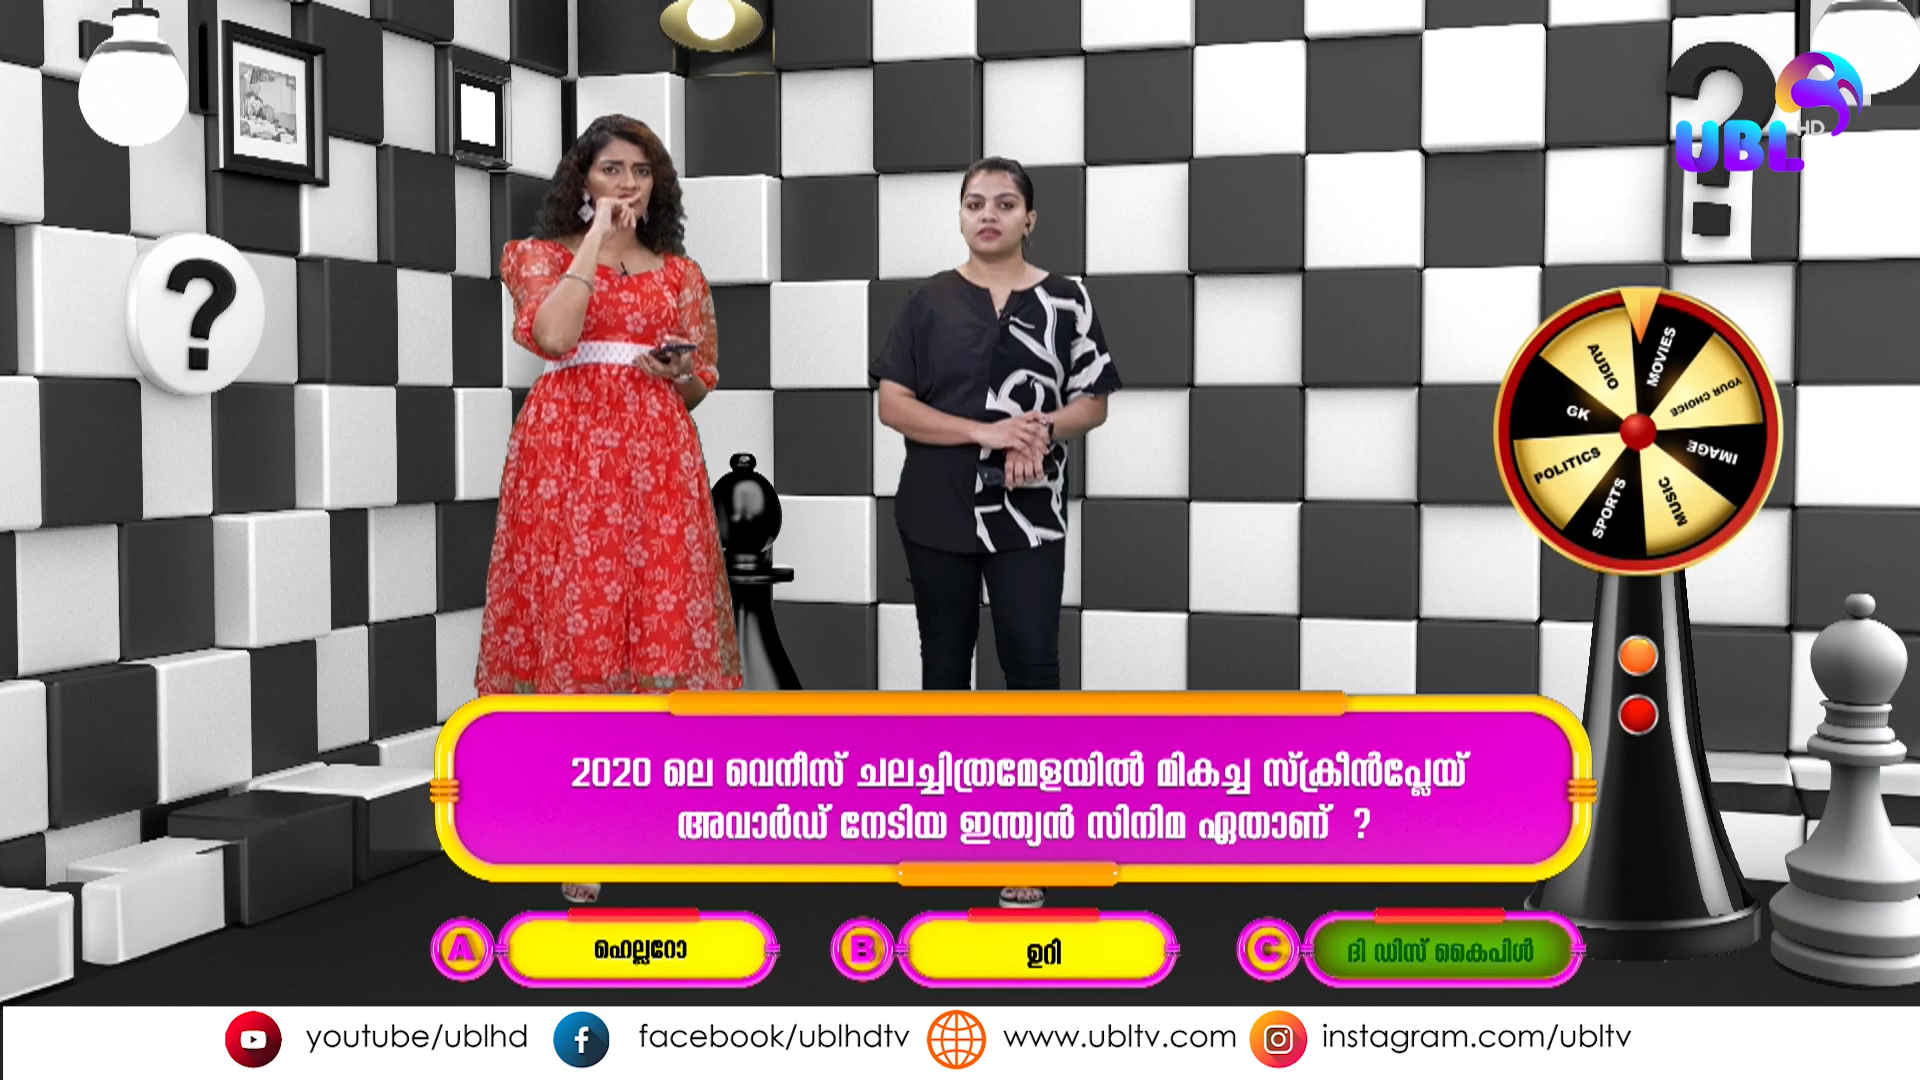 UBL HD
AUDIO
MOVIES
YOUR CHOICE
GK
IMAGE
POLITICS
SPORTS
MUSIC
2020 ലെ വെനീസ് ചലച്ചിത്രമേളയിൽ മികച്ച സ്ക്രീൻപ്ലേയ്
അവാർഡ് നേടിയ ഇന്ത്യൻ സിനിമ ഏതാണ് ?
A ഹെല്ലറോ B ഉറി C ദി ഡിസ് കൈപിൾ
youtube/ublhd facebook/ublhdtv www.ubltv.com instagram.com/ubltv